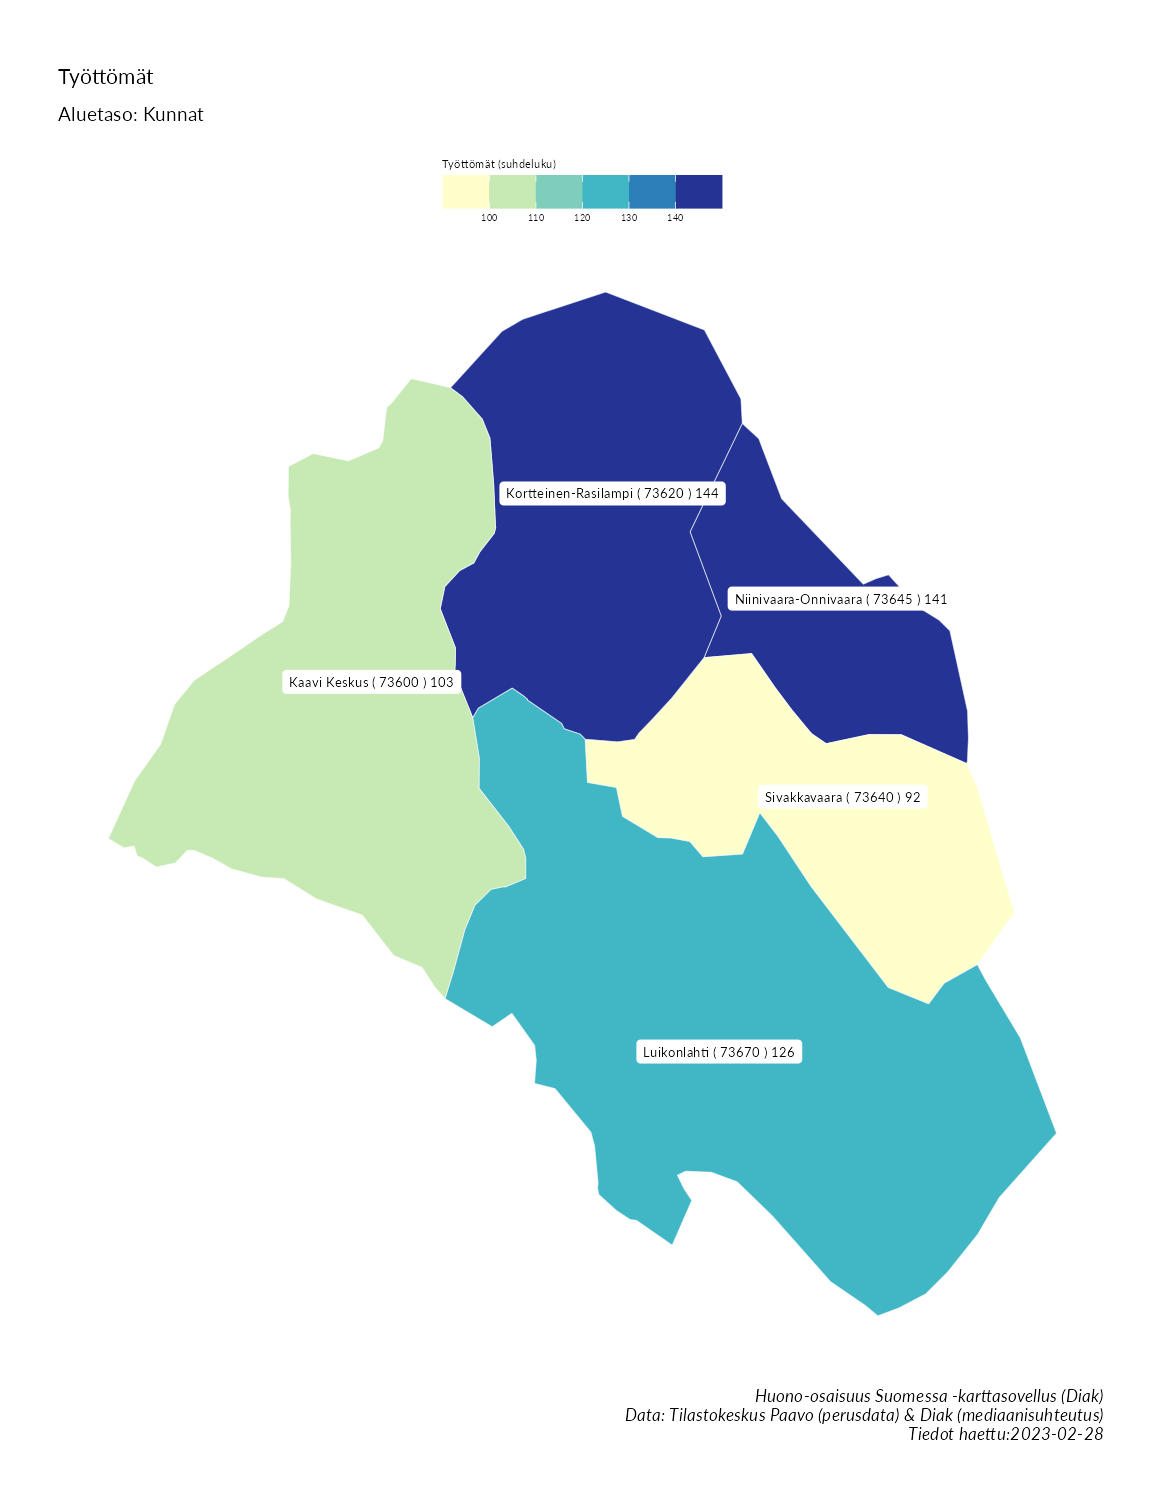 Työttömät
Aluetaso: Kunnat
Työttömät (suhdeluku)
100 110 120 130 140
Kortteinen-Rasilampi ( 73620 ) 144
Niinivaara-Onnivaara ( 73645 ) 141
Kaavi Keskus ( 73600 ) 103
Sivakkavaara ( 73640 ) 92
Luikonlahti ( 73670 ) 126
Huono-osaisuus Suomessa -karttasovellus (Diak)
Data: Tilastokeskus Paavo (perusdata) & Diak (mediaanisuhteutus)
Tiedot haettu:2023-02-28